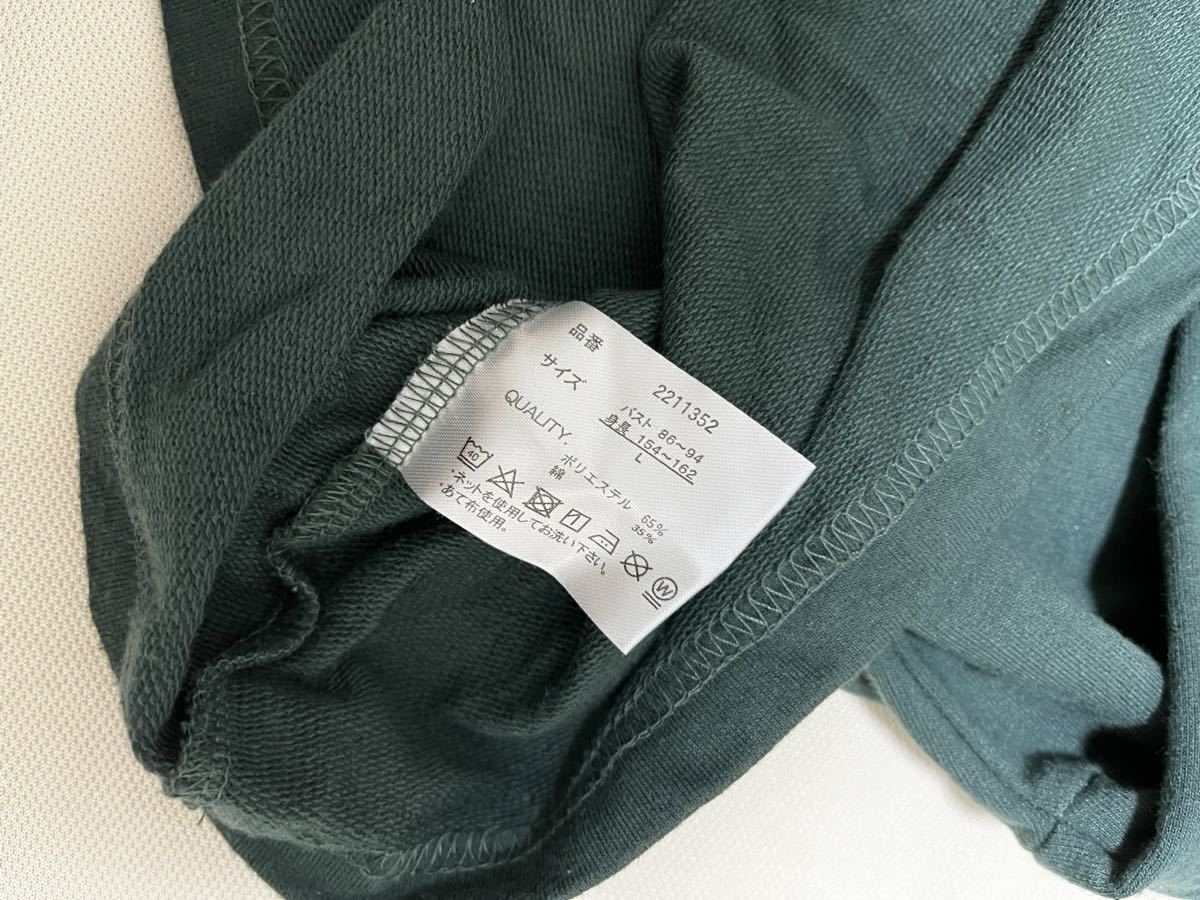 品番 2211352
サイズ バスト 86~94
身長 154~162
L
QUALITY. ポリエステル 65%
綿 35%
40 W
・ネットを使用してお洗い下さい。
・あて布使用。